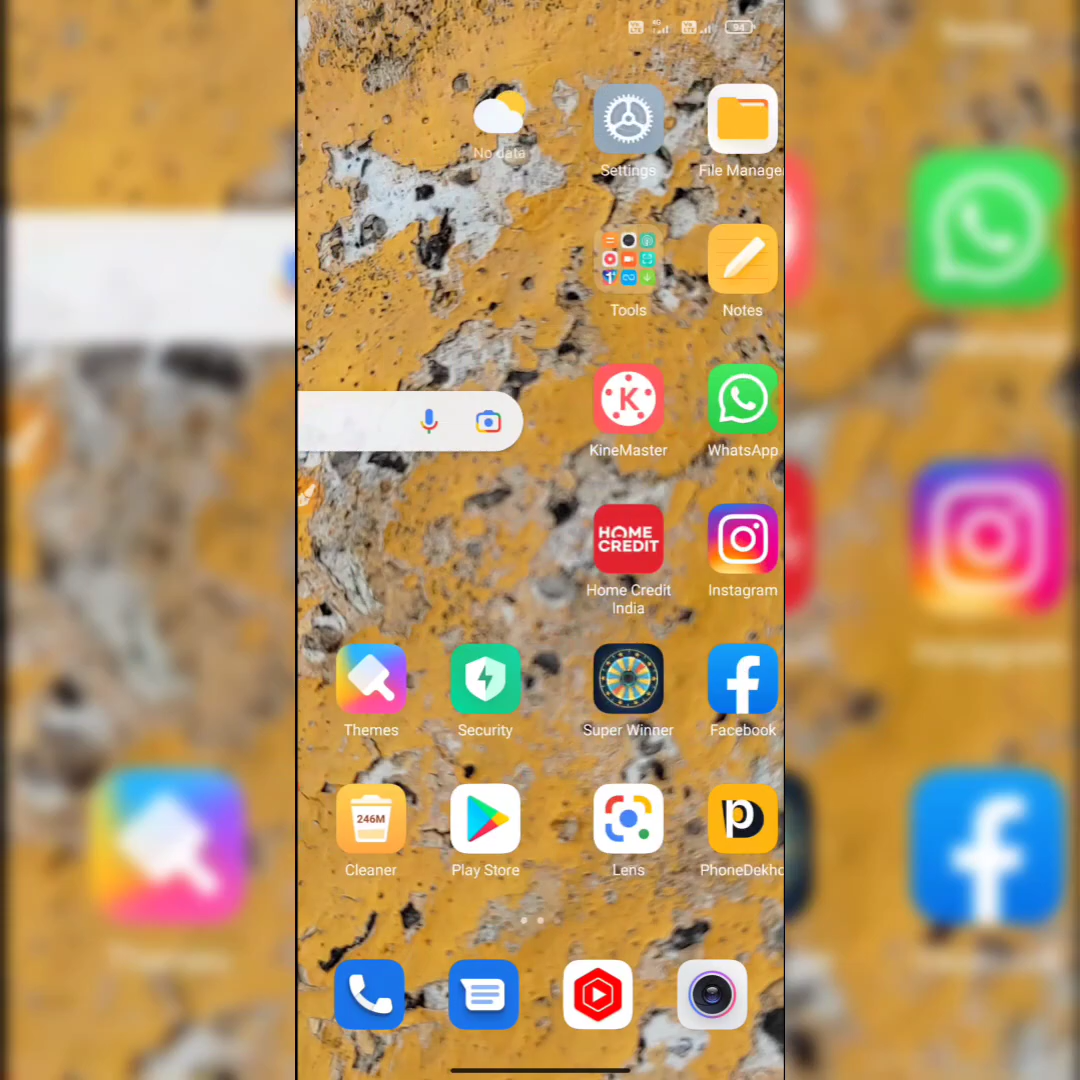 94
No data
Settings
File Manage
Tools
Notes
K
KineMaster
WhatsApp
HOME
CREDIT
Home Credit
India
Instagram
Themes
Security
Super Winner
Facebook
246M
Cleaner
Play Store
Lens
p
PhoneDekho